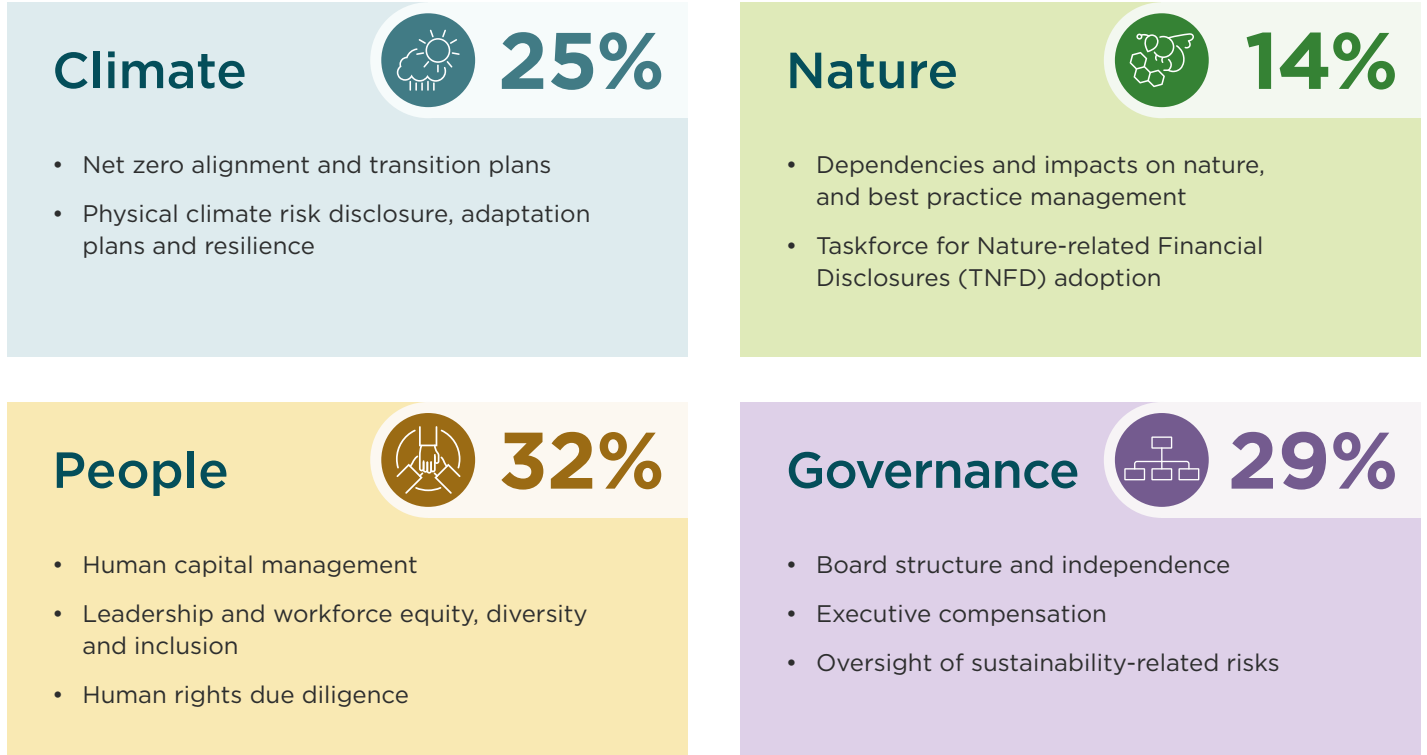 Climate
25%
• Net zero alignment and transition plans
• Physical climate risk disclosure, adaptation
plans and resilience
Nature
14%
• Dependencies and impacts on nature,
and best practice management
• Taskforce for Nature-related Financial
Disclosures (TNFD) adoption
People
32%
• Human capital management
• Leadership and workforce equity, diversity
and inclusion
• Human rights due diligence
Governance
29%
• Board structure and independence
• Executive compensation
• Oversight of sustainability-related risks